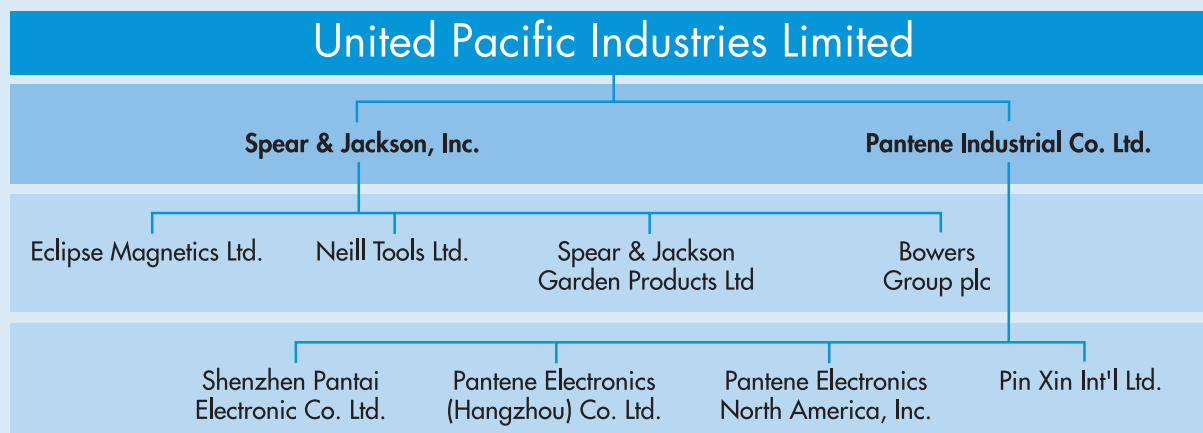 United Pacific Industries Limited
Spear & Jackson, Inc.
Pantene Industrial Co. Ltd.
Eclipse Magnetics Ltd.
Neill Tools Ltd.
Spear & Jackson
Garden Products Ltd
Bowers
Group plc
Shenzhen Pantai
Electronic Co. Ltd.
Pantene Electronics
(Hangzhou) Co. Ltd.
Pantene Electronics
North America, Inc.
Pin Xin Int'l Ltd.